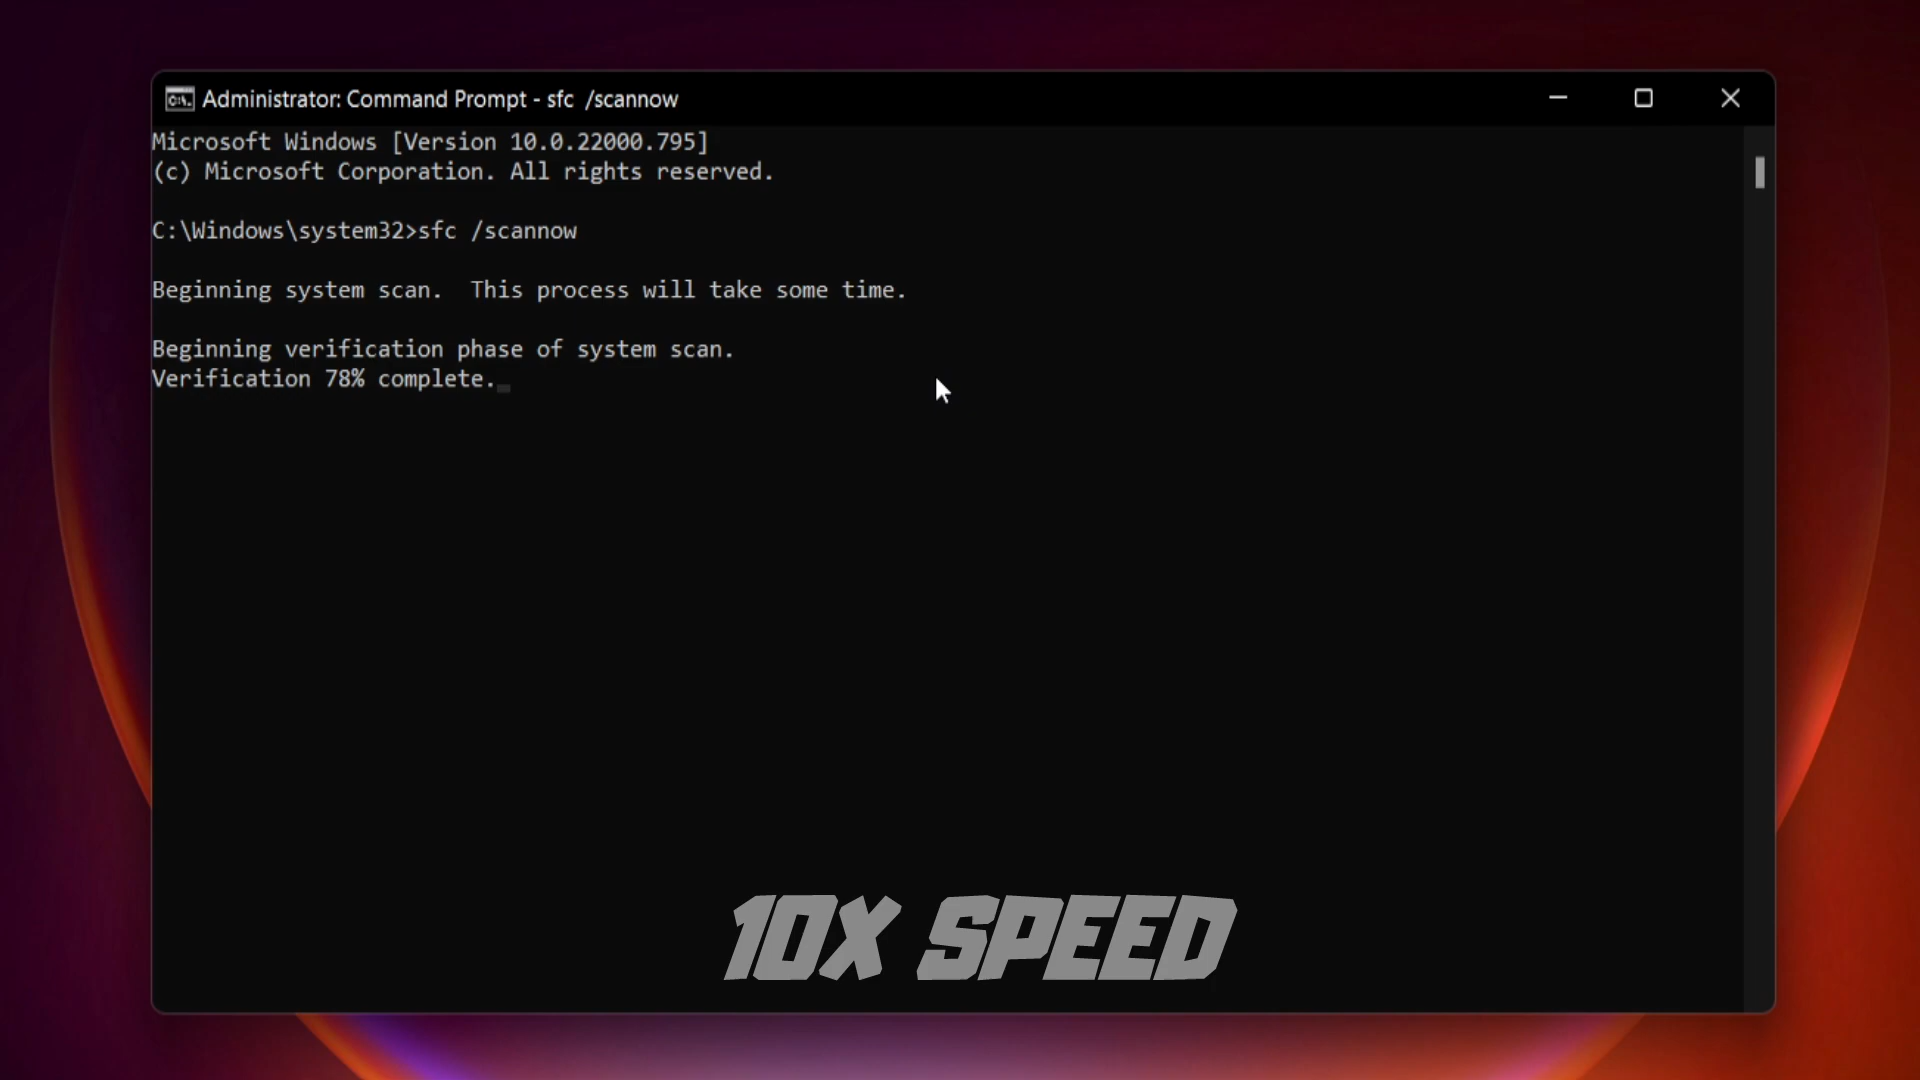 Administrator: Command Prompt - sfc  /scannow
Microsoft Windows [Version 10.0.22000.795]
(c) Microsoft Corporation. All rights reserved.
C:\Windows\system32>sfc /scannow
Beginning system scan.  This process will take some time.
Beginning verification phase of system scan.
Verification 78% complete.
10X SPEED